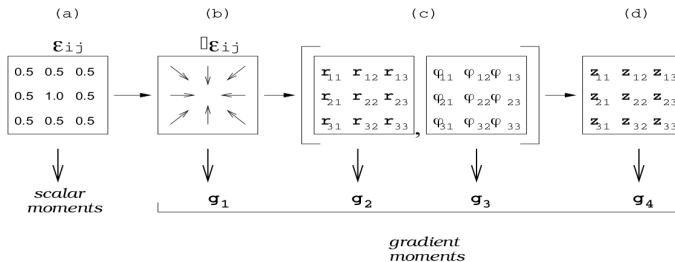 (a) (b) (c) (d)
εij ▯εij
0.5 0.5 0.5
0.5 1.0 0.5
0.5 0.5 0.5
r11 r12 r13
r21 r22 r23
r31 r32 r33
,
φ11 φ12 φ13
φ21 φ22 φ23
φ31 φ32 φ33
z11 z12 z13
z21 z22 z23
z31 z32 z33
scalar
moments
g1 g2 g3 g4
gradient
moments